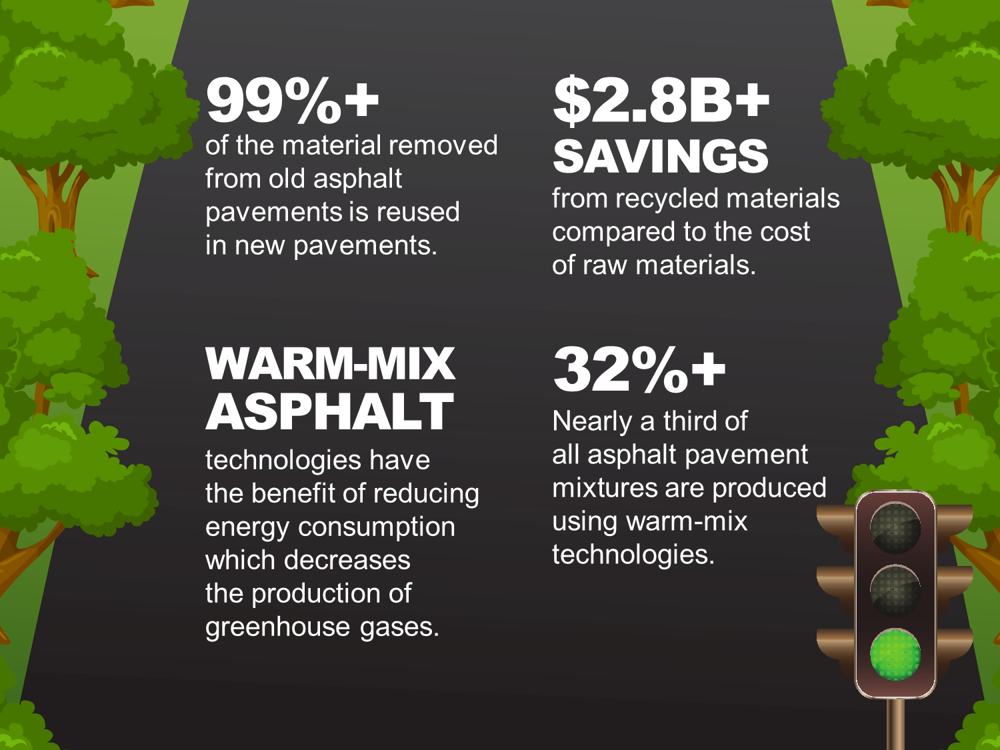 99%+
of the material removed
from old asphalt
pavements is reused
in new pavements.
$2.8B+
SAVINGS
from recycled materials
compared to the cost
of raw materials.
WARM-MIX
ASPHALT
technologies have
the benefit of reducing
energy consumption
which decreases
the production of
greenhouse gases.
32%+
Nearly a third of
all asphalt pavement
mixtures are produced
using warm-mix
technologies.